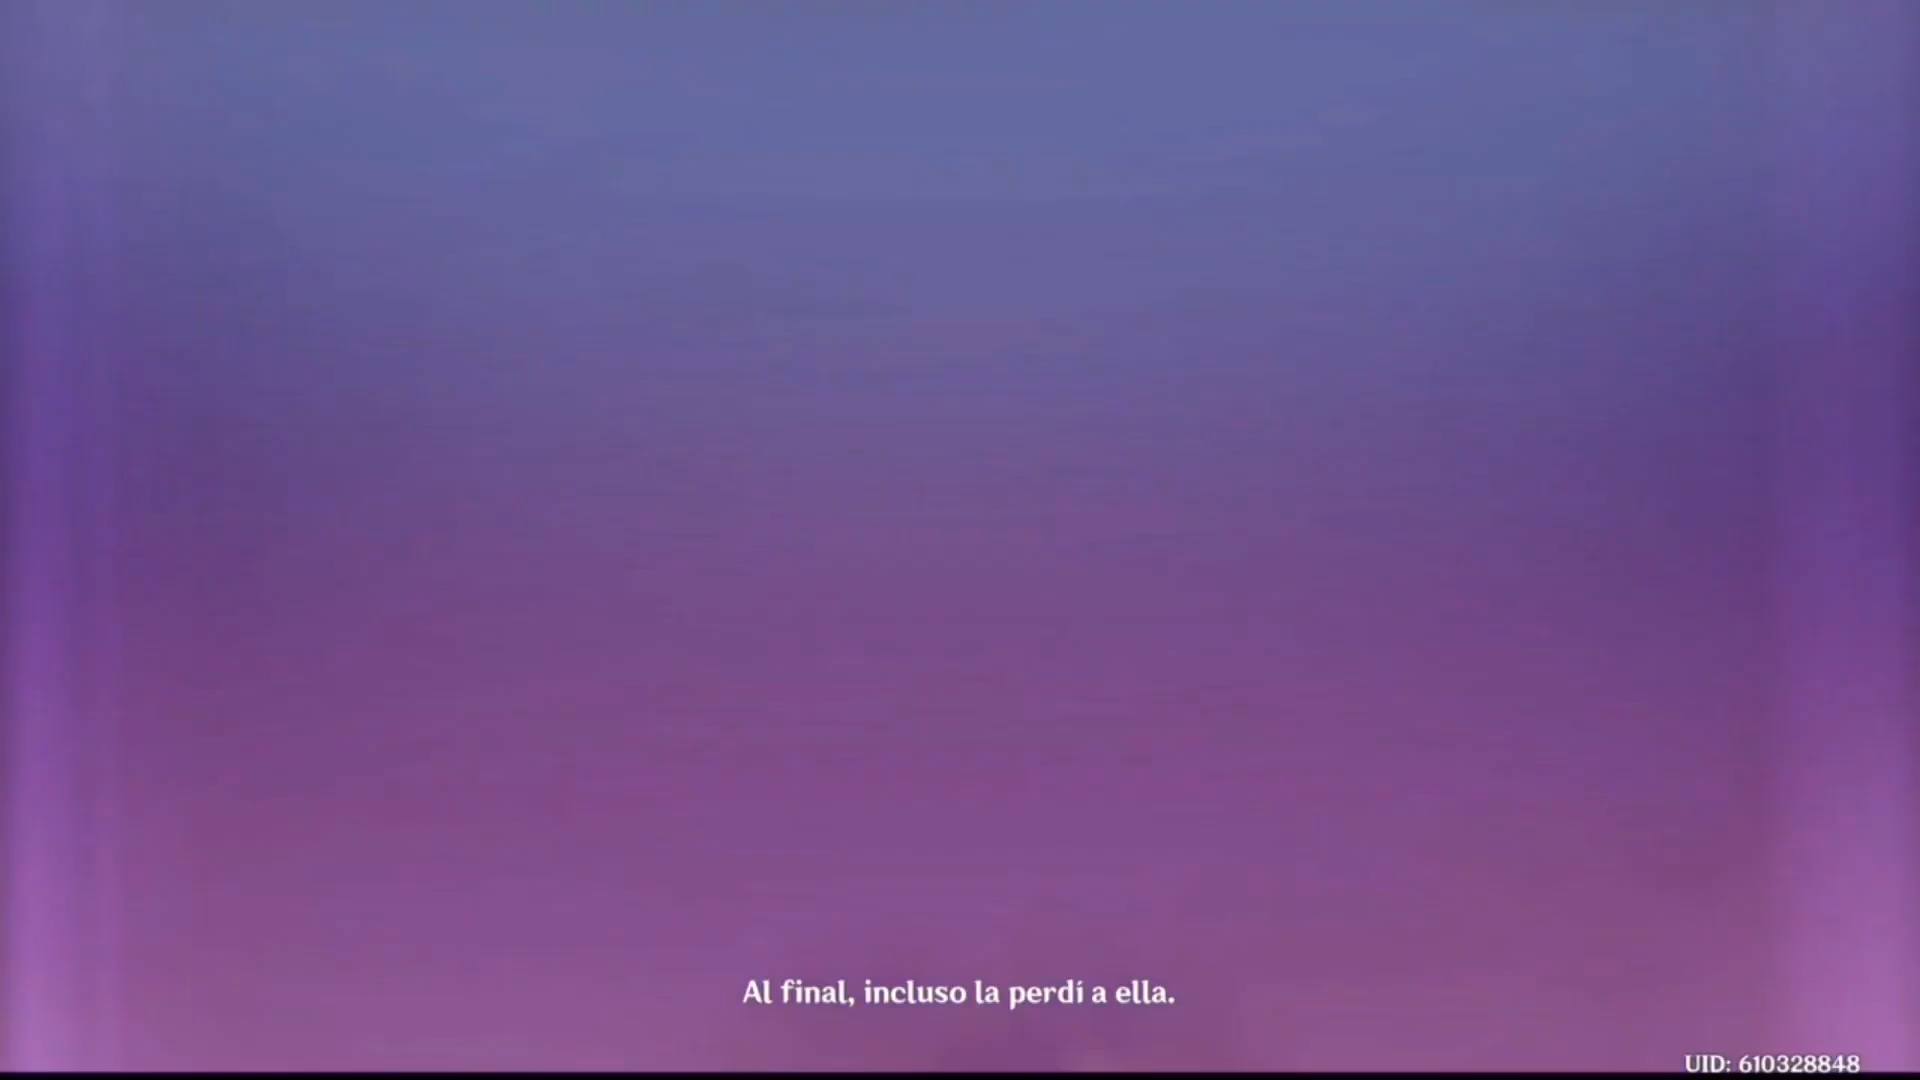 Al final, incluso la perdí a ella.
UID: 610328848